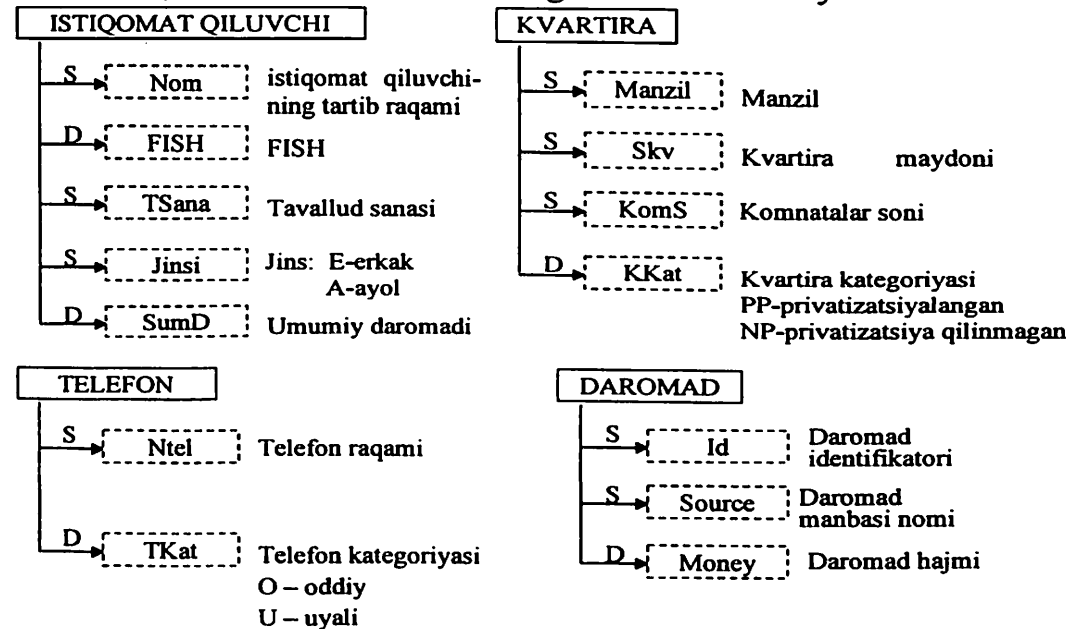 ISTIQOMAT QILUVCHI
S Nom istiqomat qiluvchi-
ning tartib raqami
D FISH FISH
S TSana Tavallud sanasi
S Jinsi Jins: E-erkak
A-ayol
D SumD Umumiy daromadi
KVARTIRA
S Manzil Manzil
S Skv Kvartira maydoni
S KomS Komnatalar soni
D KKat Kvartira kategoriyasi
PP-privatizatsiyalangan
NP-privatizatsiya qilinmagan
TELEFON
S Ntel Telefon raqami
D TKat Telefon kategoriyasi
O – oddiy
U – uyali
DAROMAD
S Id Daromad
identifikatori
S Source Daromad
manbasi nomi
D Money Daromad hajmi